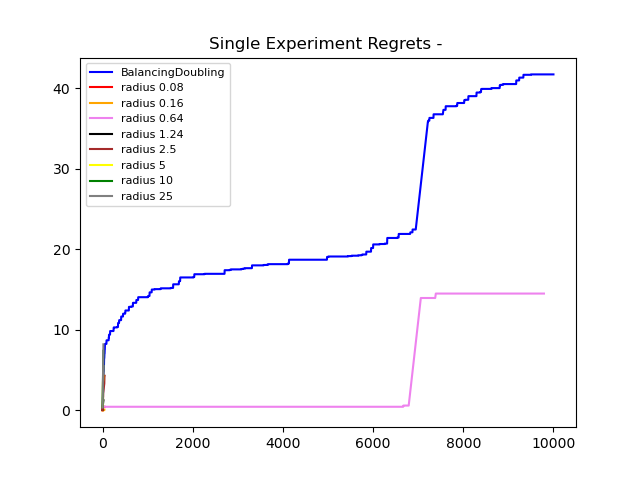 Single Experiment Regrets -
BalancingDoubling
radius 0.08
radius 0.16
radius 0.64
radius 1.24
radius 2.5
radius 5
radius 10
radius 25
40
30
20
10
0
0 2000 4000 6000 8000 10000